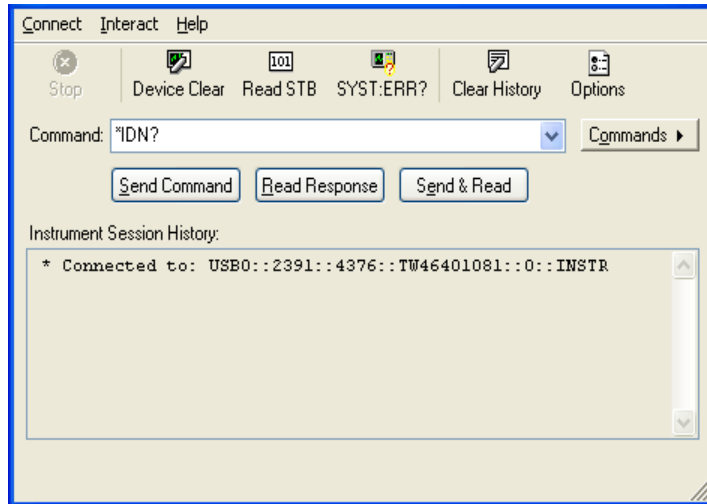 Connect Interact Help
101
Stop Device Clear Read STB SYST:ERR? Clear History Options
Command: *IDN? Commands
Send Command Read Response Send & Read
Instrument Session History:
* Connected to: USB0::2391::4376::TW46401081::0::INSTR